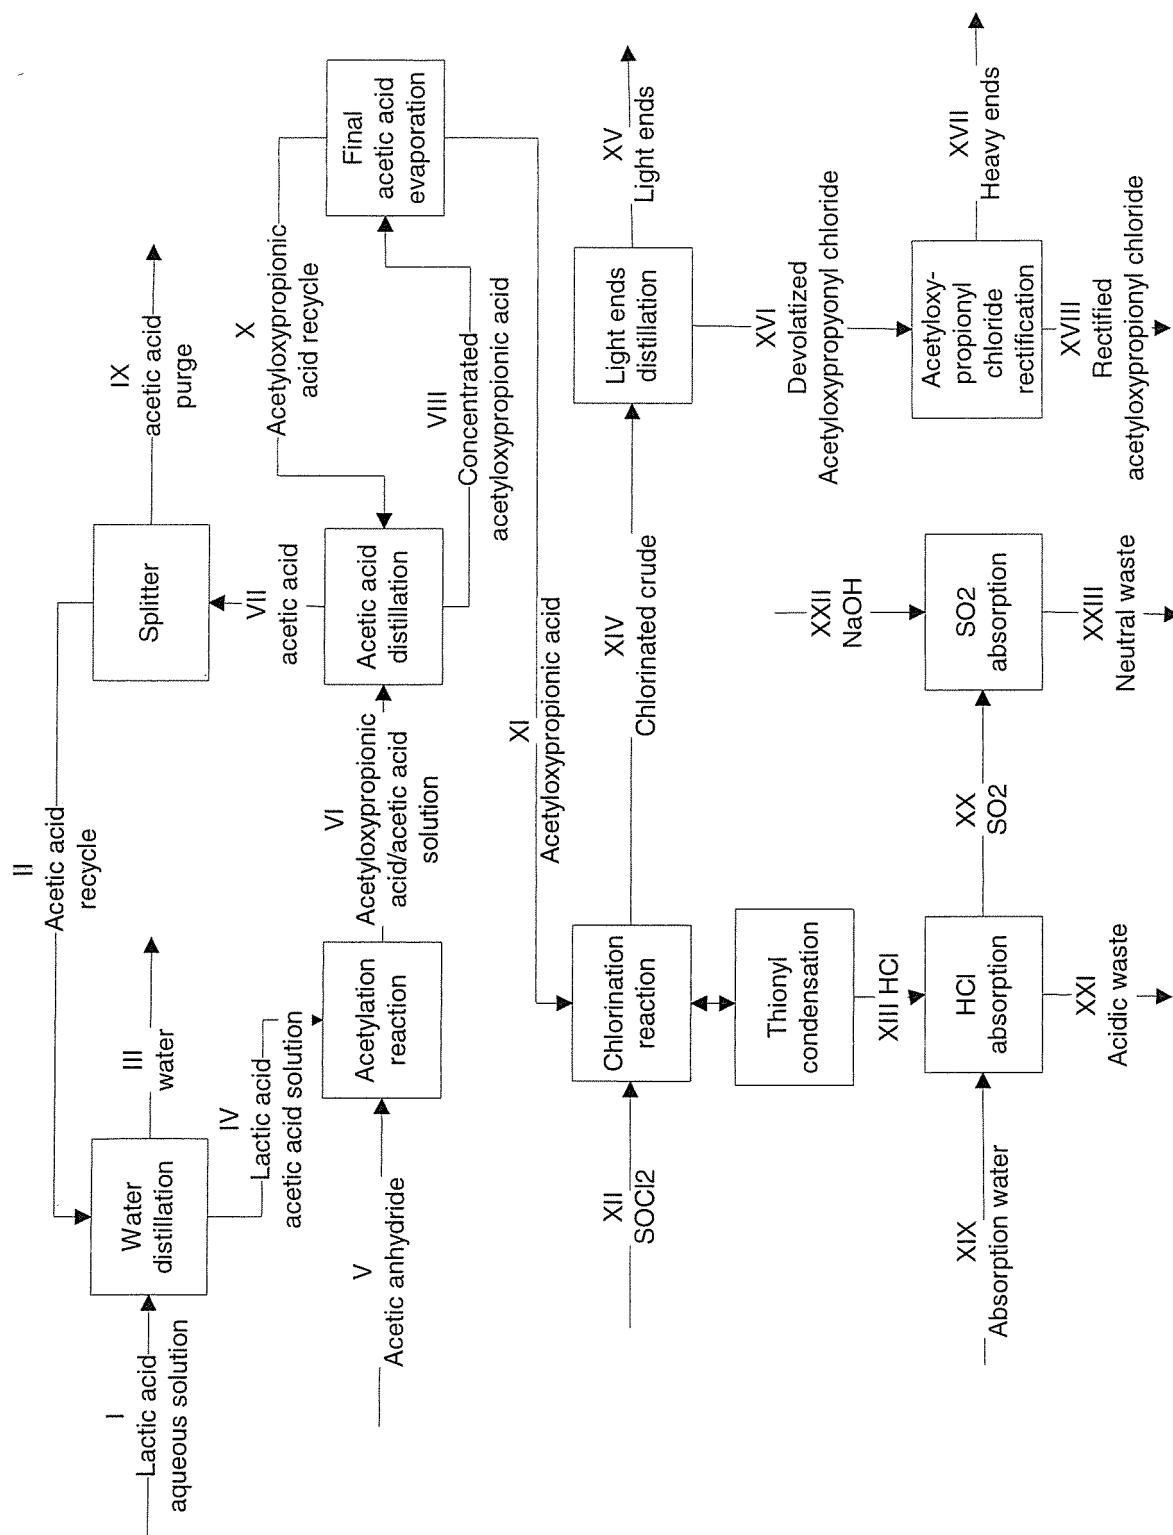 I
Lactic acid
aqueous solution
Water
distillation
II
Acetic acid
recycle
III
water
IV
Lactic acid
acetic acid solution
V
Acetic anhydride
Acetylation
reaction
VI
Acetyloxypropionic
acid/acetic acid
solution
Acetic acid
distillation
VII
acetic acid
Splitter
IX
acetic acid
purge
VIII
Concentrated
acetyloxypropionic acid
X
Acetyloxypropionic
acid recycle
Final
acetic acid
evaporation
XI
Acetyloxypropionic acid
XII
SOCl2
Chlorination
reaction
XIV
Chlorinated crude
Light ends
distillation
XV
Light ends
XVI
Devolatized
Acetyloxypropyonyl chloride
Thionyl
condensation
XIII HCl
XIX
Absorption water
HCl
absorption
XXI
Acidic waste
XX
SO2
XXII
NaOH
SO2
absorption
XXIII
Neutral waste
Acetyloxy-
propionyl
chloride
rectification
XVII
Heavy ends
XVIII
Rectified
acetyloxypropionyl chloride